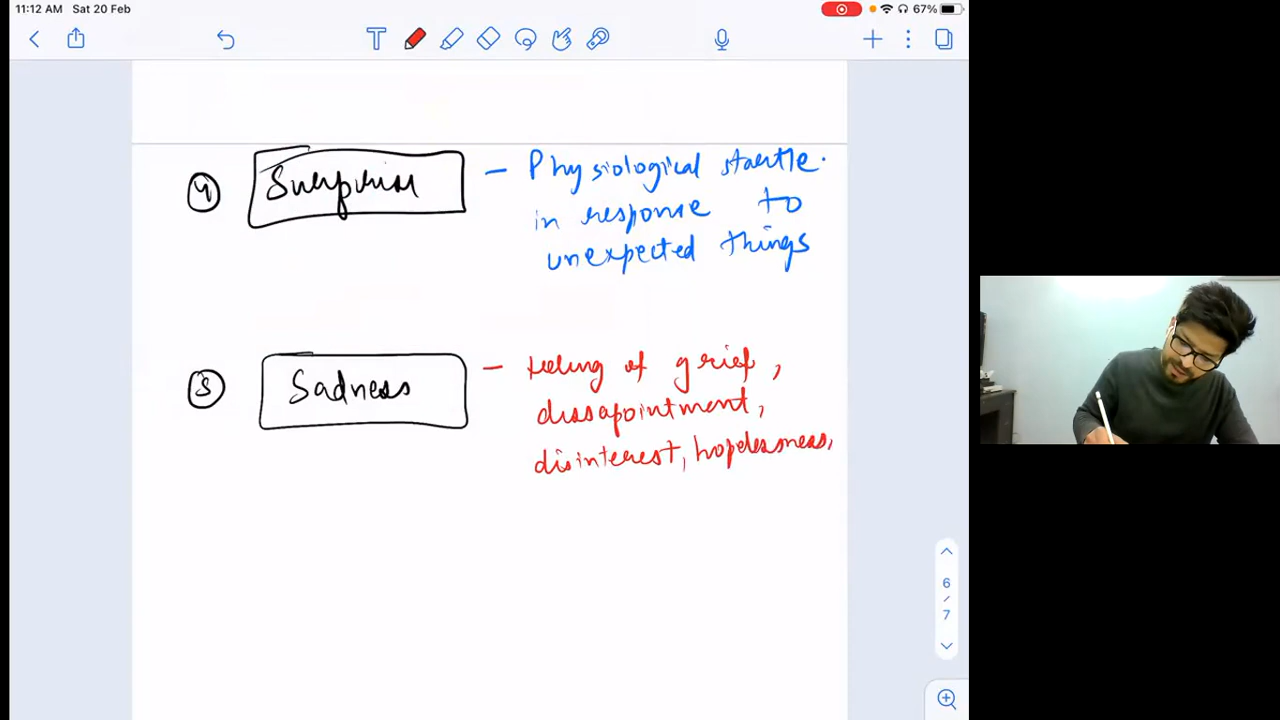 11:12 AM Sat 20 Feb
67%
T
4 Surprise - Physiological startle
in response to
unexpected things
5 Sadness - feeling of grief,
dissapointment,
disinterest, hopelessness,
6
/
7